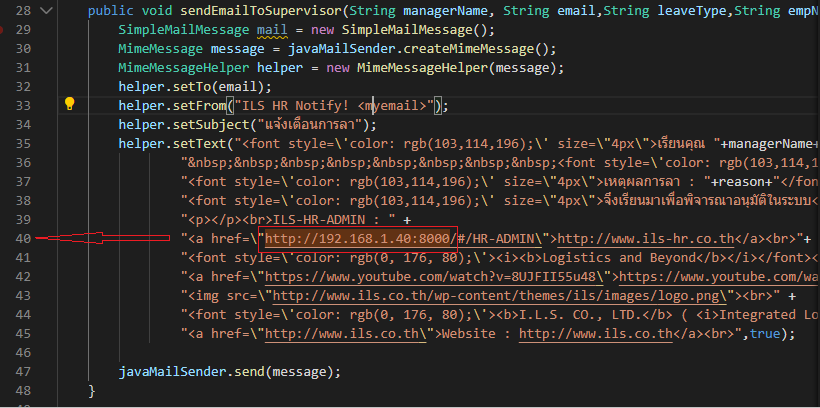 28 public void sendEmailToSupervisor(String managerName, String email,String leaveType,String empN
29 SimpleMailMessage mail = new SimpleMailMessage();
30 MimeMessage message = javaMailSender.createMimeMessage();
31 MimeMessageHelper helper = new MimeMessageHelper(message);
32 helper.setTo(email);
33 helper.setFrom("ILS HR Notify! <myemail>");
34 helper.setSubject("แจ้งเตือนการลา");
35 helper.setText("<font style=\'color: rgb(103,114,196);\' size=\"4px\">เรียนคุณ "+managerName+
36 "&nbsp;&nbsp;&nbsp;&nbsp;&nbsp;&nbsp;&nbsp;<font style=\'color: rgb(103,114,1
37 "<font style=\'color: rgb(103,114,196);\' size=\"4px\">เหตุผลการลา : "+reason+"</fon
38 "<font style=\'color: rgb(103,114,196);\' size=\"4px\">จึงเรียนมาเพื่อพิจารณาอนุมัติในระบบ<
39 "<p></p><br>ILS-HR-ADMIN : " +
40 "<a href=\"http://192.168.1.40:8000/#/HR-ADMIN\">http://www.ils-hr.co.th</a><br>"+
41 "<font style=\'color: rgb(0, 176, 80);\'><i><b>Logistics and Beyond</b></i></font><
42 "<a href=\"https://www.youtube.com/watch?v=8UJFII55u48\">https://www.youtube.com/wa
43 "<img src=\"http://www.ils.co.th/wp-content/themes/ils/images/logo.png\"><br>" +
44 "<font style=\'color: rgb(0, 176, 80);\'><b>I.L.S. CO., LTD.</b> ( <i>Integrated Lo
45 "<a href=\"http://www.ils.co.th\">Website : http://www.ils.co.th</a><br>",true);
46
47 javaMailSender.send(message);
48 }